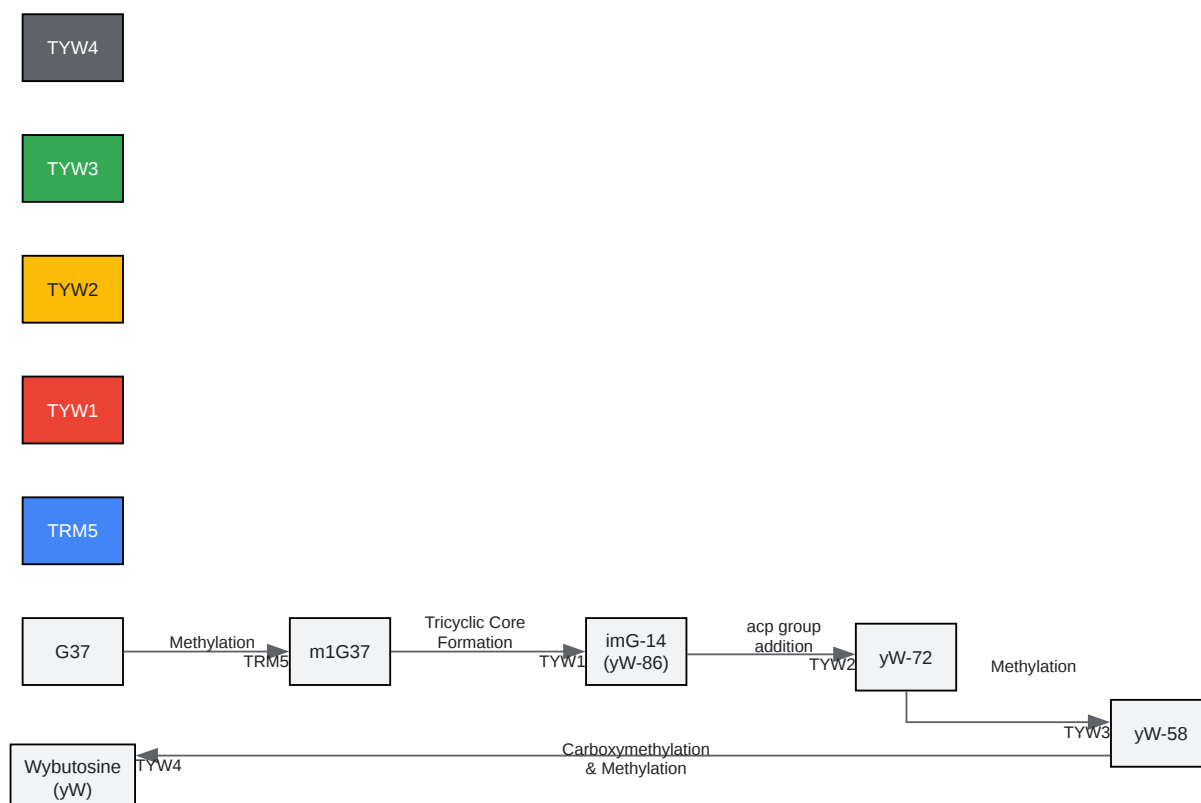 TYW4
TYW3
TYW2
TYW1
TRM5
G37
Methylation
TRM5
m1G37
Tricyclic Core
Formation
TYW1
imG-14
(yW-86)
acp group
addition
TYW2
yW-72
Methylation
TYW3
yW-58
Carboxymethylation
& Methylation
TYW4
Wybutosine
(yW)